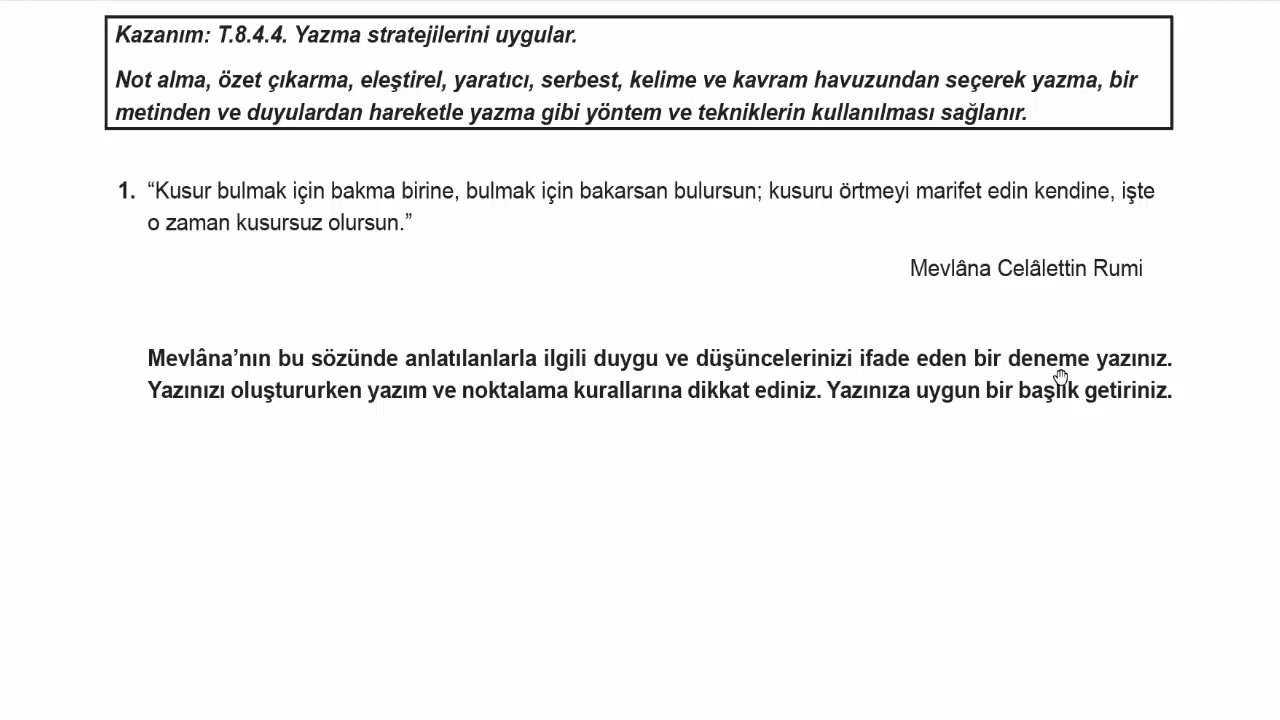 Kazanım: T.8.4.4. Yazma stratejilerini uygular.
Not alma, özet çıkarma, eleştirel, yaratıcı, serbest, kelime ve kavram havuzundan seçerek yazma, bir
metinden ve duyulardan hareketle yazma gibi yöntem ve tekniklerin kullanılması sağlanır.
1. “Kusur bulmak için bakma birine, bulmak için bakarsan bulursun; kusuru örtmeyi marifet edin kendine, işte
o zaman kusursuz olursun.”
Mevlâna Celâlettin Rumi
Mevlâna’nın bu sözünde anlatılanlarla ilgili duygu ve düşüncelerinizi ifade eden bir deneme yazınız.
Yazınızı oluştururken yazım ve noktalama kurallarına dikkat ediniz. Yazınıza uygun bir başlık getiriniz.